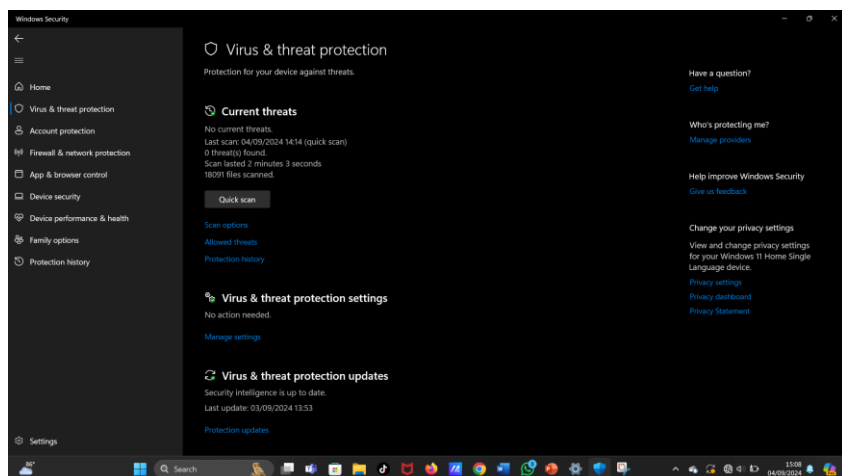 Windows Security
Home
Virus & threat protection
Account protection
Firewall & network protection
App & browser control
Device security
Device performance & health
Family options
Protection history
Settings
Virus & threat protection
Protection for your device against threats.
Current threats
No current threats.
Last scan: 04/09/2024 14:14 (quick scan)
0 threat(s) found.
Scan lasted 2 minutes 3 seconds
18091 files scanned.
Quick scan
Scan options
Allowed threats
Protection history
Virus & threat protection settings
No action needed.
Manage settings
Virus & threat protection updates
Security intelligence is up to date.
Last update: 03/09/2024 13:53
Protection updates
Have a question?
Get help
Who's protecting me?
Manage providers
Help improve Windows Security
Give us feedback
Change your privacy settings
View and change privacy settings
for your Windows 11 Home Single
Language device.
Privacy settings
Privacy dashboard
Privacy Statement
86°
Search
15:08
04/09/2024